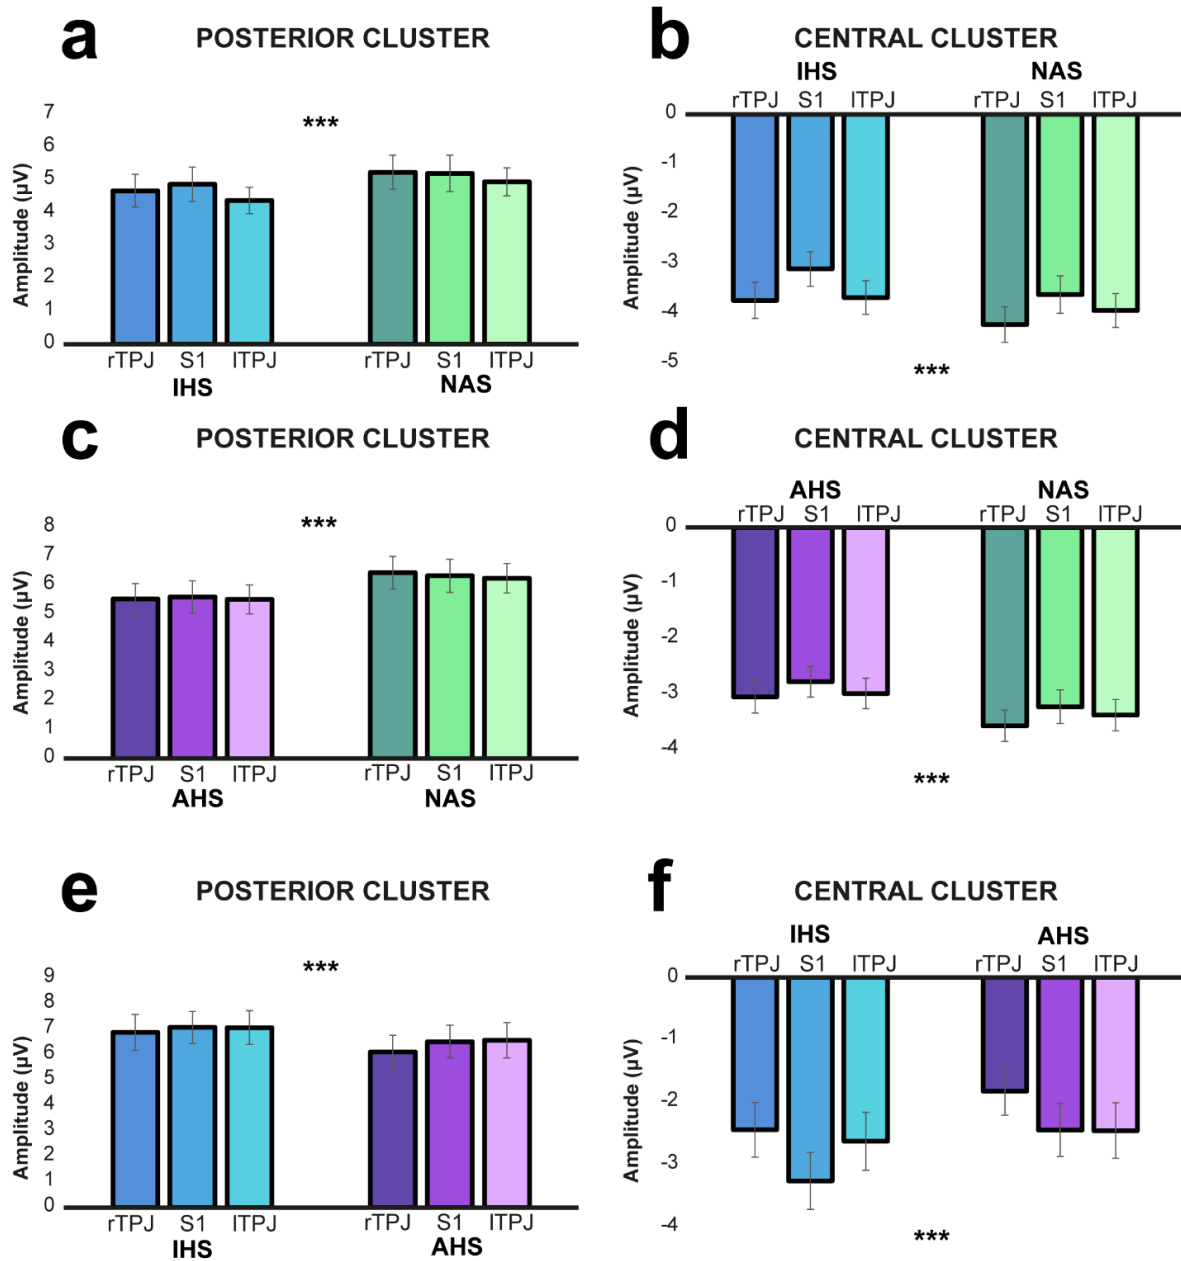 a POSTERIOR CLUSTER
Amplitude (µV)
7
6
5
4
3
2
1
0
***
rTPJ S1 lTPJ rTPJ S1 lTPJ
IHS NAS
b CENTRAL CLUSTER
IHS NAS
rTPJ S1 lTPJ rTPJ S1 lTPJ
Amplitude (µV)
0
-1
-2
-3
-4
-5
***
c POSTERIOR CLUSTER
Amplitude (µV)
8
7
6
5
4
3
2
1
0
***
rTPJ S1 lTPJ rTPJ S1 lTPJ
AHS NAS
d CENTRAL CLUSTER
AHS NAS
rTPJ S1 lTPJ rTPJ S1 lTPJ
Amplitude (µV)
0
-1
-2
-3
-4
***
e POSTERIOR CLUSTER
Amplitude (µV)
9
8
7
6
5
4
3
2
1
0
***
rTPJ S1 lTPJ rTPJ S1 lTPJ
IHS AHS
f CENTRAL CLUSTER
IHS AHS
rTPJ S1 lTPJ rTPJ S1 lTPJ
Amplitude (µV)
0
-1
-2
-3
-4
***